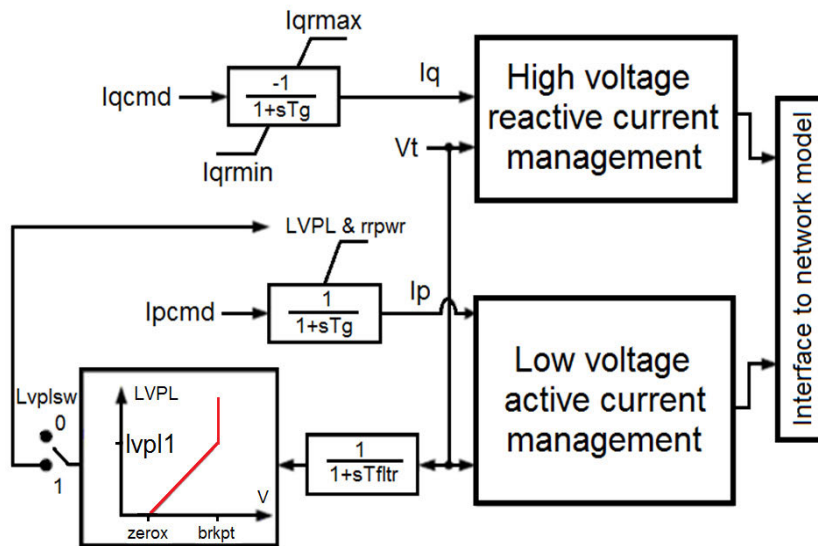 Iqrmax
Iqcmd
-1
1+sTg
Iqrmin
Iq
Vt
High voltage
reactive current
management
LVPL & rrpwr
Ipcmd
1
1+sTg
Ip
Low voltage
active current
management
Interface to network model
Lvplsw
0
1
LVPL
lvpl1
V
zerox
brkpt
1
1+sTfltr